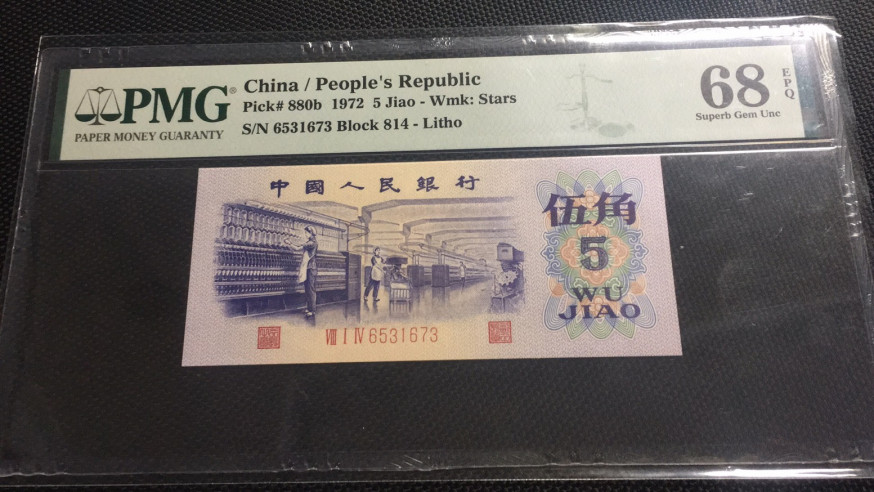 PMG®
PAPER MONEY GUARANTY
China / People's Republic
Pick# 880b 1972 5 Jiao - Wmk: Stars
S/N 6531673 Block 814 - Litho
68
EPQ
Superb Gem Unc
中國人民銀行
伍角
5
WU
JIAO
VIII I IV 6531673